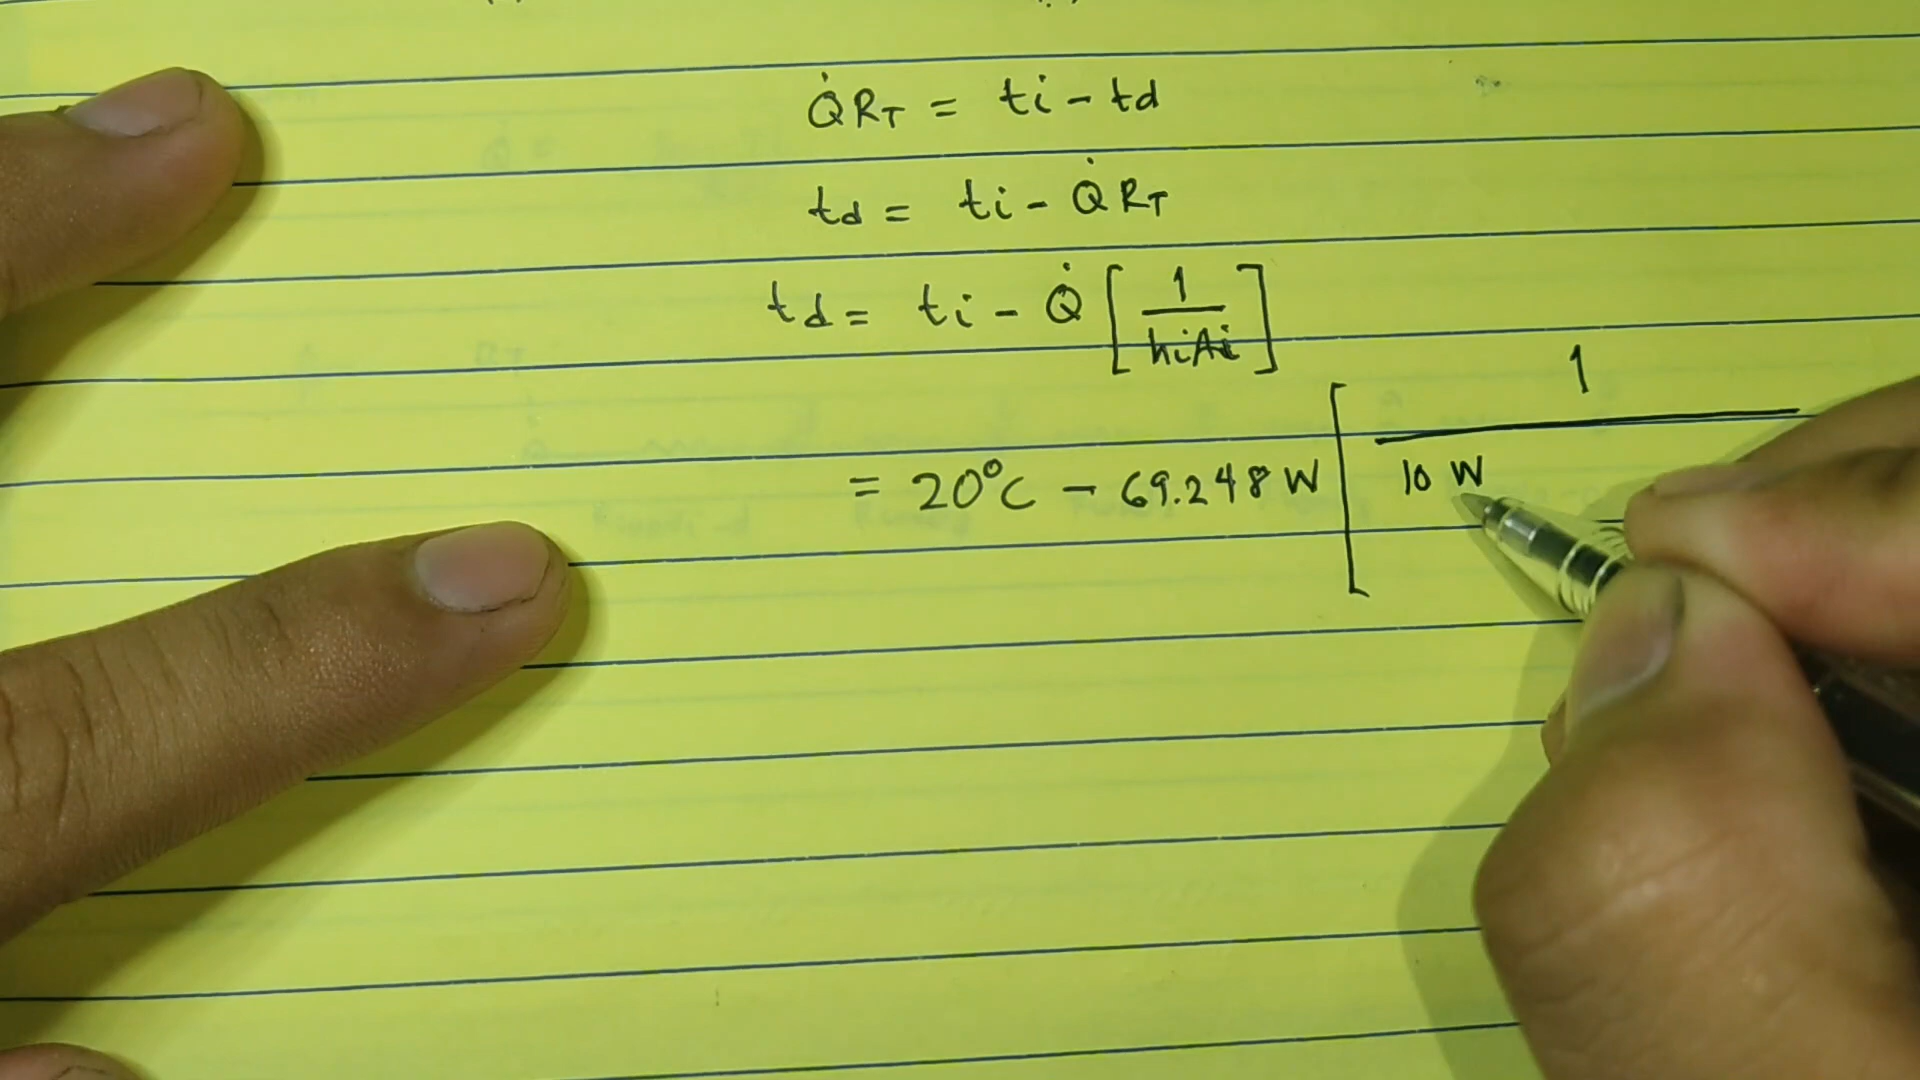 Q̇RT = ti - td
td = ti - Q̇RT
td = ti - Q̇ [1/hiAi]
= 20°C - 69.248 W [1/10 W